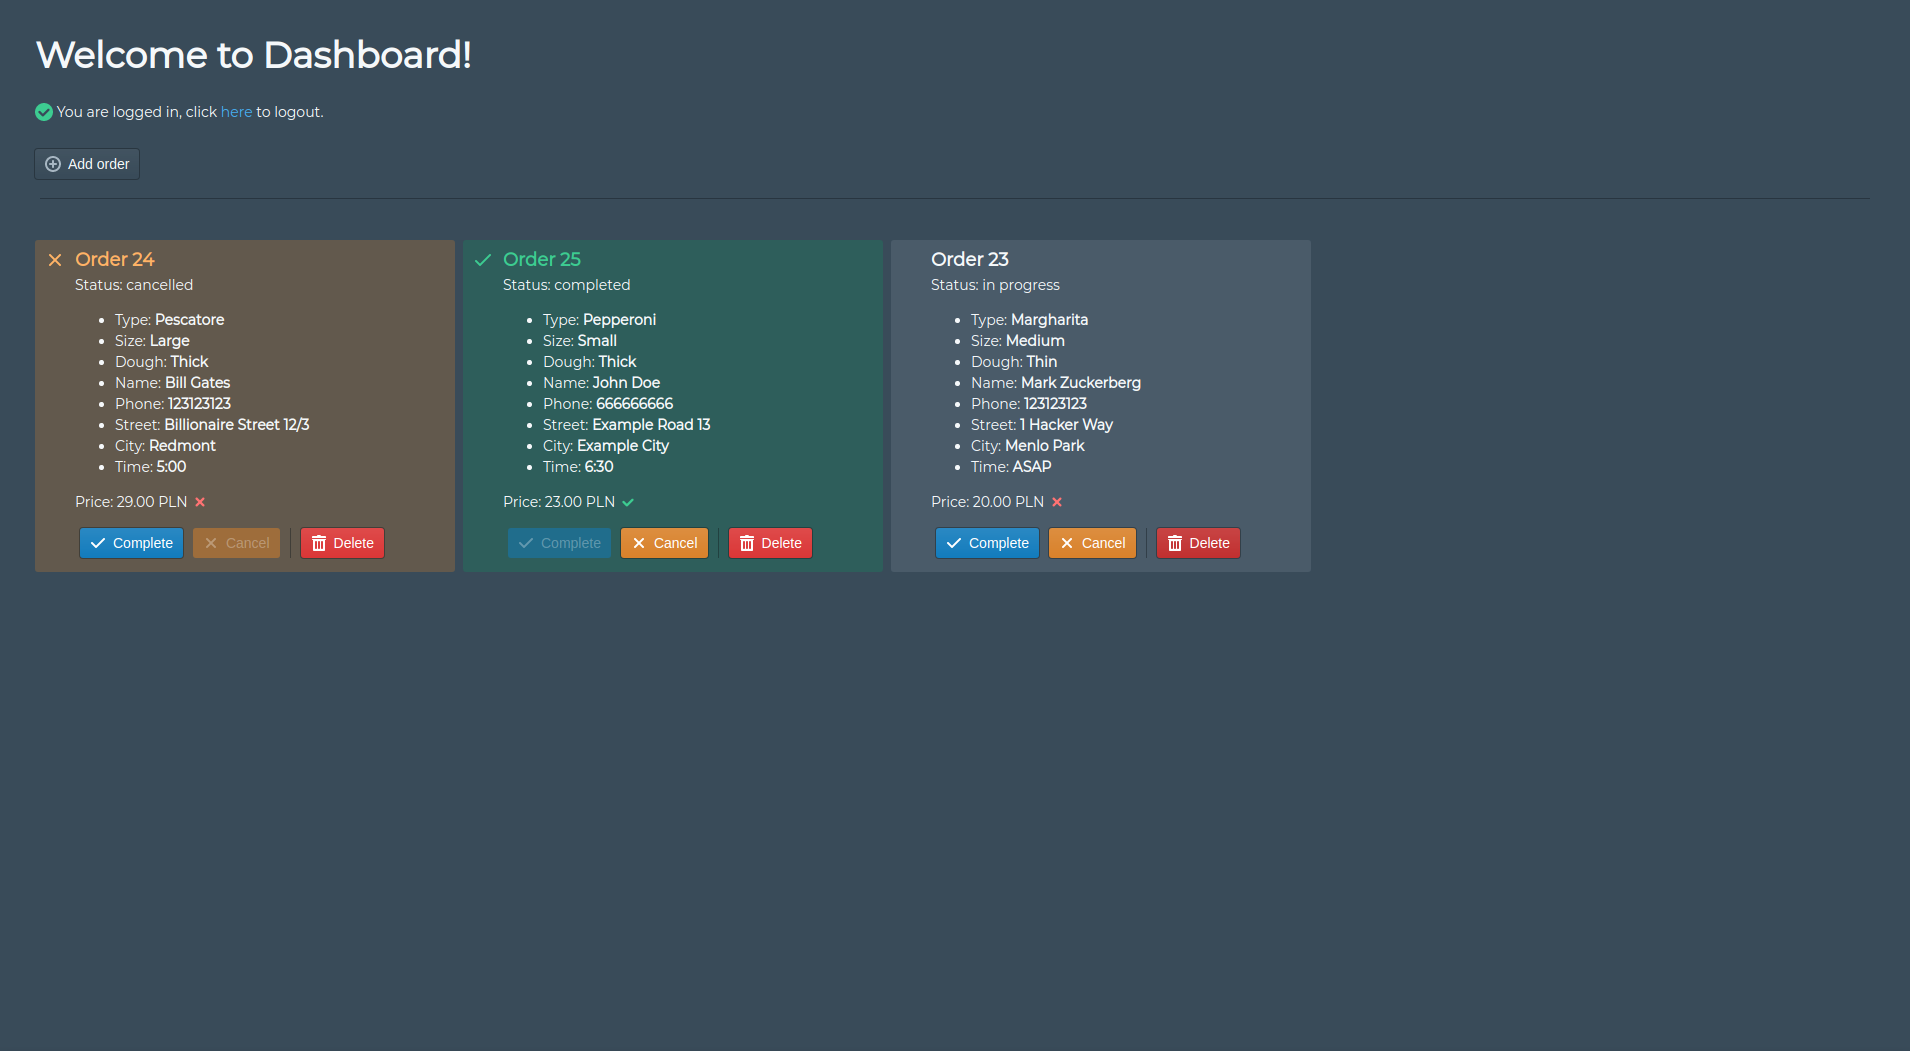 Welcome to Dashboard!
You are logged in, click here to logout.
Add order
Order 24
Status: cancelled
Type: Pescatore
Size: Large
Dough: Thick
Name: Bill Gates
Phone: 123123123
Street: Billionaire Street 12/3
City: Redmont
Time: 5:00
Price: 29.00 PLN
Complete Cancel Delete
Order 25
Status: completed
Type: Pepperoni
Size: Small
Dough: Thick
Name: John Doe
Phone: 666666666
Street: Example Road 13
City: Example City
Time: 6:30
Price: 23.00 PLN
Complete Cancel Delete
Order 23
Status: in progress
Type: Margharita
Size: Medium
Dough: Thin
Name: Mark Zuckerberg
Phone: 123123123
Street: 1 Hacker Way
City: Menlo Park
Time: ASAP
Price: 20.00 PLN
Complete Cancel Delete